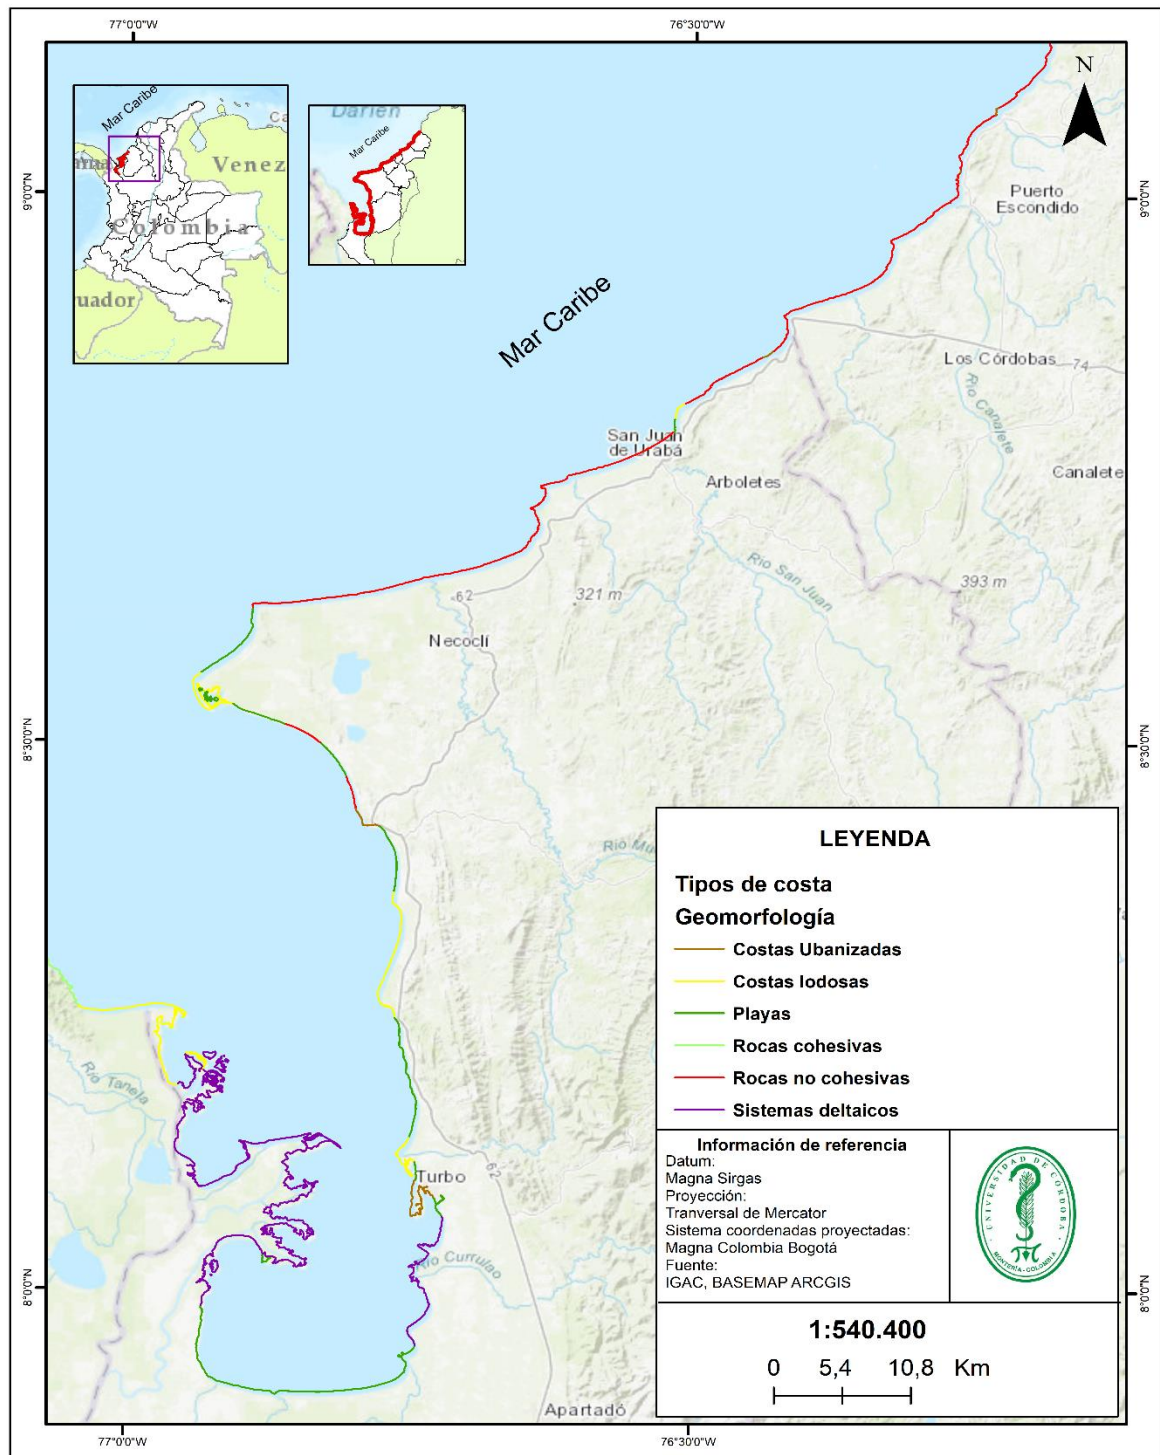 77°0'0"W
76°30'0"W
Mar Caribe
Venez
Colombia
uador
Darien
Mar Caribe
N
9°0'0"N
9°0'0"N
Puerto
Escondido
Mar Caribe
Los Córdobas
74
Río Canalete
San Juan
de Urabá
Arboletes
Canalete
Río San Juan
393 m
62
321 m
Necoclí
8°30'0"N
8°30'0"N
Río Mu
LEYENDA
Tipos de costa
Geomorfología
Costas Ubanizadas
Costas lodosas
Playas
Rocas cohesivas
Rocas no cohesivas
Sistemas deltaicos
Río Tanela
Turbo
62
Río Currulao
Información de referencia
Datum:
Magna Sirgas
Proyección:
Tranversal de Mercator
Sistema coordenadas proyectadas:
Magna Colombia Bogotá
Fuente:
IGAC, BASEMAP ARCGIS
UNIVERSIDAD DE CÓRDOBA
MONTERÍA - COLOMBIA
8°0'0"N
8°0'0"N
1:540.400
0 5,4 10,8 Km
Apartadó
77°0'0"W
76°30'0"W